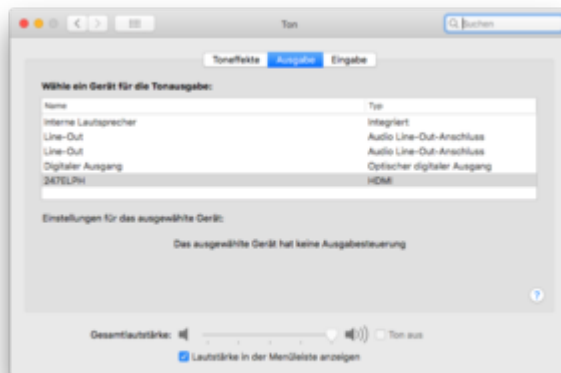 Ton
Suchen
Toneffekte Ausgabe Eingabe
Wähle ein Gerät für die Tonausgabe:
Name Typ
Interne Lautsprecher Integriert
Line-Out Audio Line-Out-Anschluss
Line-Out Audio Line-Out-Anschluss
Digitaler Ausgang Optischer digitaler Ausgang
247ELPH HDMI
Einstellungen für das ausgewählte Gerät:
Das ausgewählte Gerät hat keine Ausgabesteuerung
?
Gesamtlautstärke: Ton aus
Lautstärke in der Menüleiste anzeigen